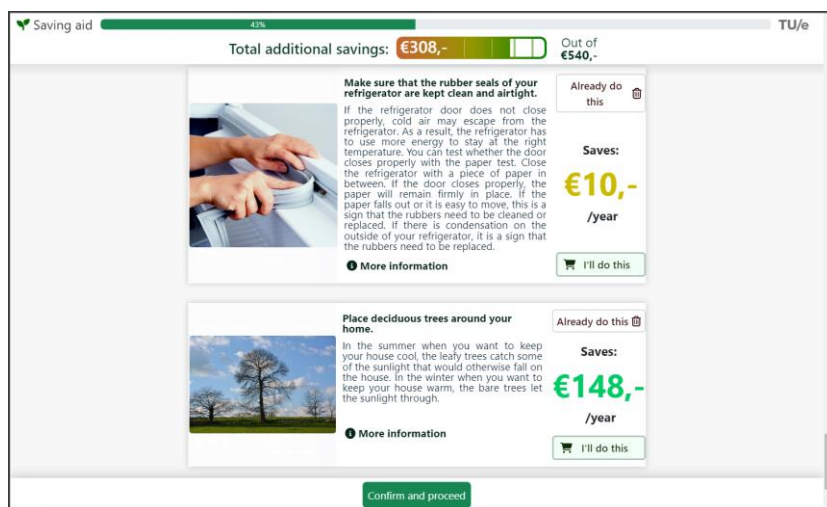 Saving aid
43%
TU/e
Total additional savings:
€308,-
Out of
€540,-
Make sure that the rubber seals of your
refrigerator are kept clean and airtight.
If the refrigerator door does not close
properly, cold air may escape from the
refrigerator. As a result, the refrigerator has
to use more energy to stay at the right
temperature. You can test whether the door
closes properly with the paper test. Close
the refrigerator with a piece of paper in
between. If the door closes properly, the
paper will remain firmly in place. If the
paper falls out or it is easy to move, this is a
sign that the rubbers need to be cleaned or
replaced. If there is condensation on the
outside of your refrigerator, it is a sign that
the rubbers need to be replaced.
More information
Already do
this
Saves:
€10,-
/year
I'll do this
Place deciduous trees around your
home.
In the summer when you want to keep
your house cool, the leafy trees catch some
of the sunlight that would otherwise fall on
the house. In the winter when you want to
keep your house warm, the bare trees let
the sunlight through.
More information
Already do this
Saves:
€148,-
/year
I'll do this
Confirm and proceed